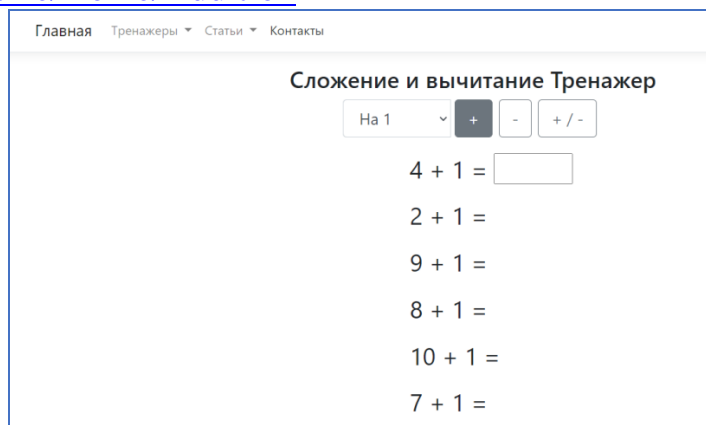 Главная Тренажеры Статьи Контакты
Сложение и вычитание Тренажер
На 1 + - + / -
4 + 1 =
2 + 1 =
9 + 1 =
8 + 1 =
10 + 1 =
7 + 1 =